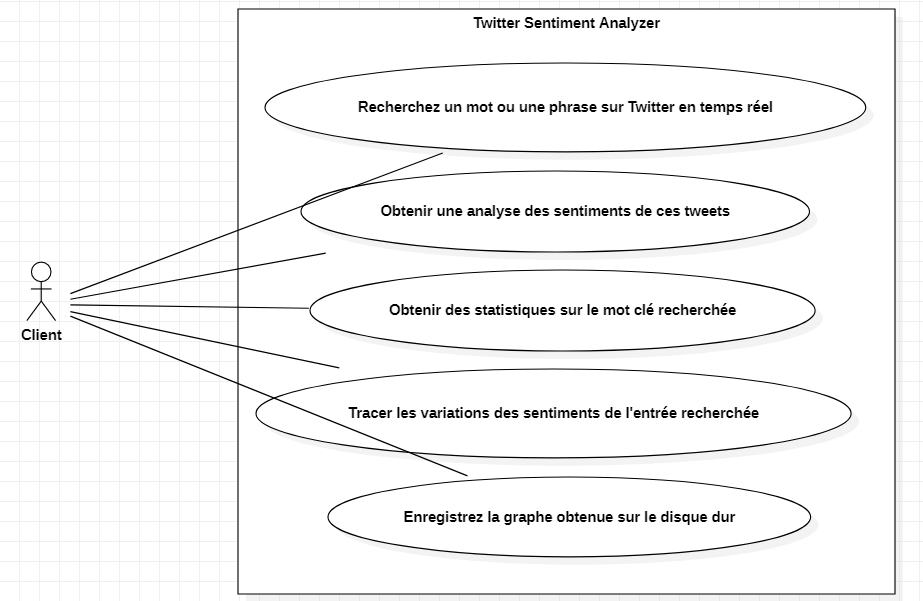 Twitter Sentiment Analyzer
Recherchez un mot ou une phrase sur Twitter en temps réel
Obtenir une analyse des sentiments de ces tweets
Obtenir des statistiques sur le mot clé recherchée
Client
Tracer les variations des sentiments de l'entrée recherchée
Enregistrez la graphe obtenue sur le disque dur